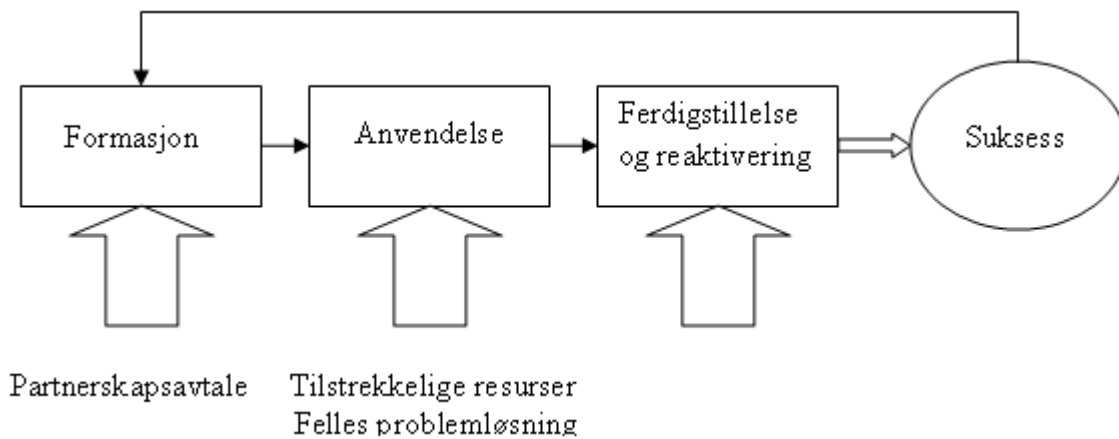 Formasjon
Anvendelse
Ferdigstillelse
og reaktivering
Suksess
Partnerskapsavtale
Tilstrekkelige resurser
Felles problemløsning